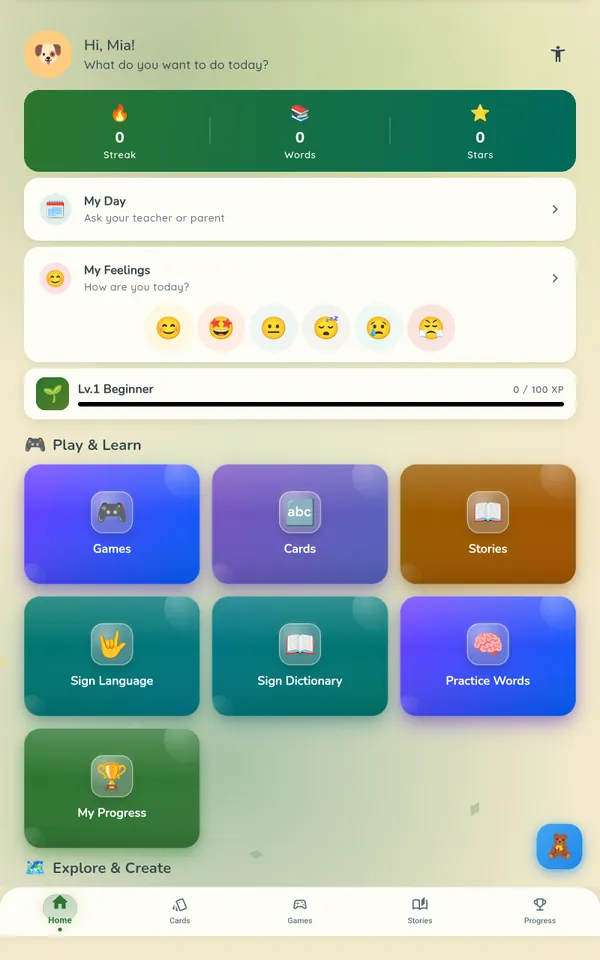 Hi, Mia!
What do you want to do today?
0
Streak
0
Words
0
Stars
My Day
Ask your teacher or parent
My Feelings
How are you today?
Lv.1 Beginner
0 / 100 XP
Play & Learn
Games
abc
Cards
Stories
Sign Language
Sign Dictionary
Practice Words
My Progress
Explore & Create
Home
Cards
Games
Stories
Progress